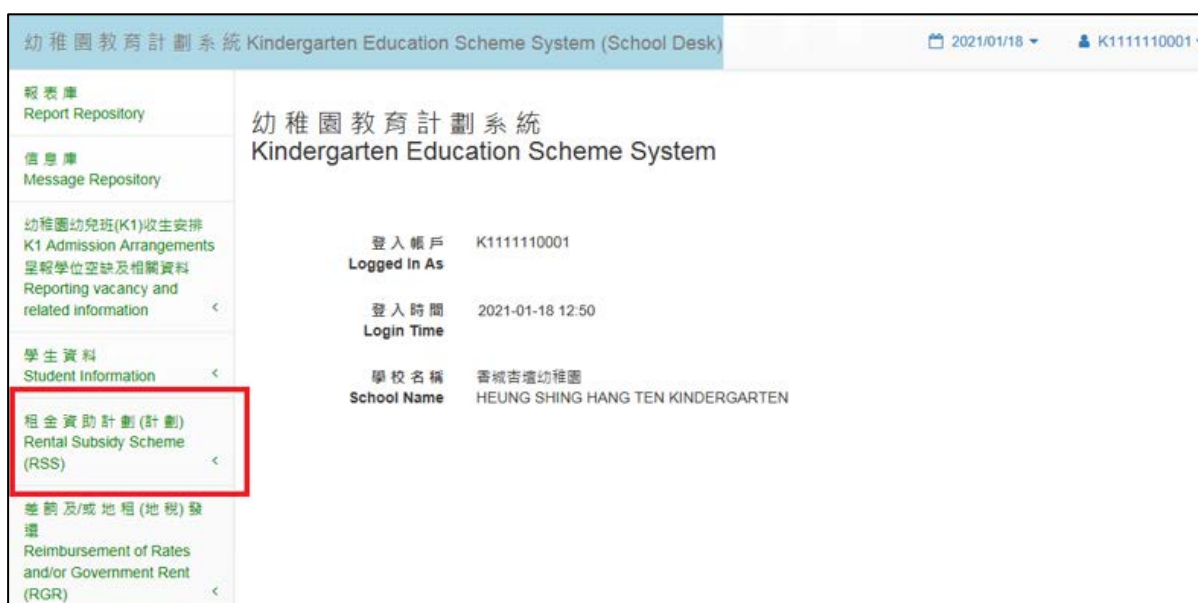 幼稚園教育計劃系統 Kindergarten Education Scheme System (School Desk)
2021/01/18
K1111110001
報表庫
Report Repository
信息庫
Message Repository
幼稚園幼兒班(K1)收生安排
K1 Admission Arrangements
呈報學位空缺及相關資料
Reporting vacancy and
related information
學生資料
Student Information
租金資助計劃(計劃)
Rental Subsidy Scheme
(RSS)
差餉及/或地租(地稅)發
還
Reimbursement of Rates
and/or Government Rent
(RGR)
幼稚園教育計劃系統
Kindergarten Education Scheme System
登入帳戶 K1111110001
Logged In As
登入時間 2021-01-18 12:50
Login Time
學校名稱 香城杏壇幼稚園
School Name HEUNG SHING HANG TEN KINDERGARTEN